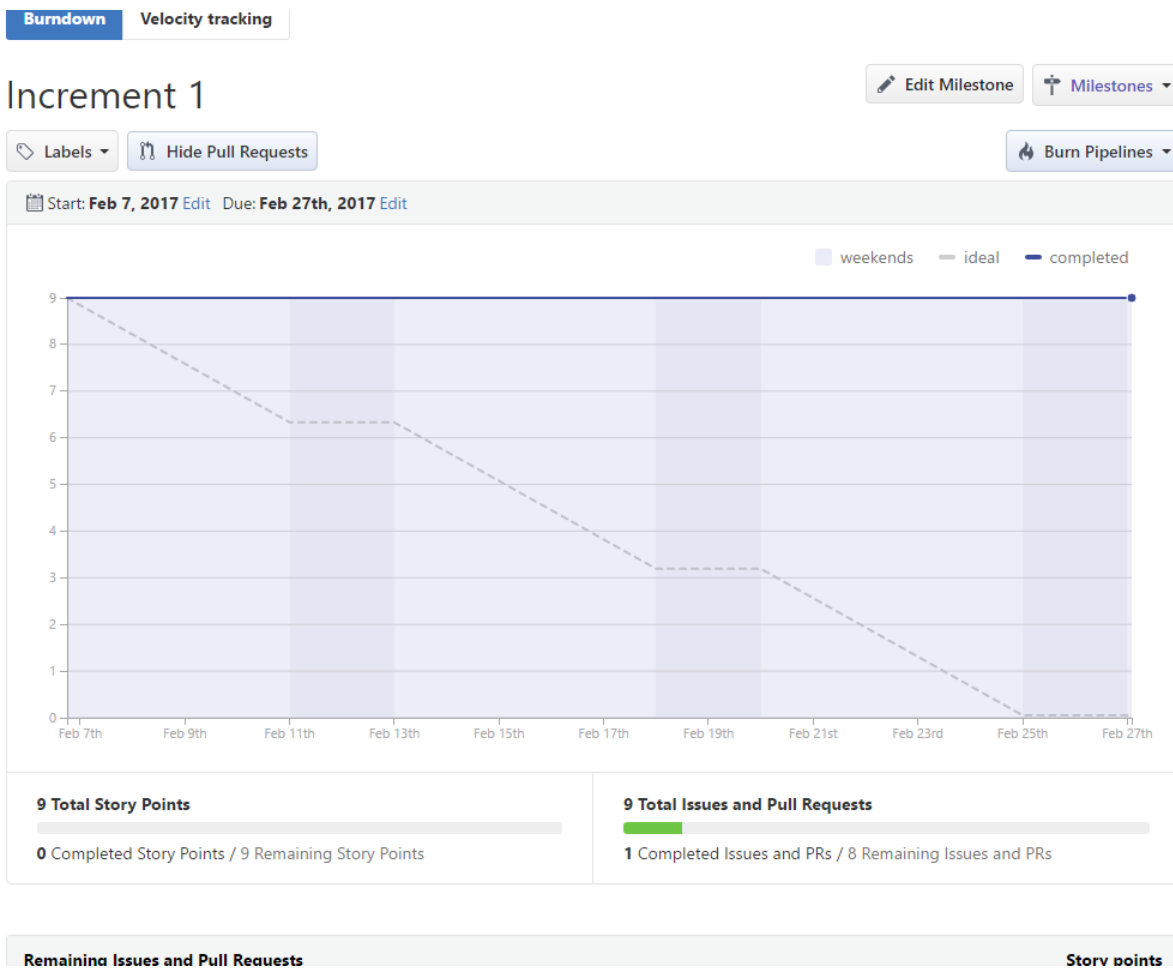 Burndown Velocity tracking
Increment 1
Edit Milestone Milestones
Labels Hide Pull Requests Burn Pipelines
Start: Feb 7, 2017 Edit Due: Feb 27th, 2017 Edit
weekends ideal completed
9
8
7
6
5
4
3
2
1
0
Feb 7th Feb 9th Feb 11th Feb 13th Feb 15th Feb 17th Feb 19th Feb 21st Feb 23rd Feb 25th Feb 27th
9 Total Story Points 9 Total Issues and Pull Requests
0 Completed Story Points / 9 Remaining Story Points 1 Completed Issues and PRs / 8 Remaining Issues and PRs
Remaining Issues and Pull Requests Story points